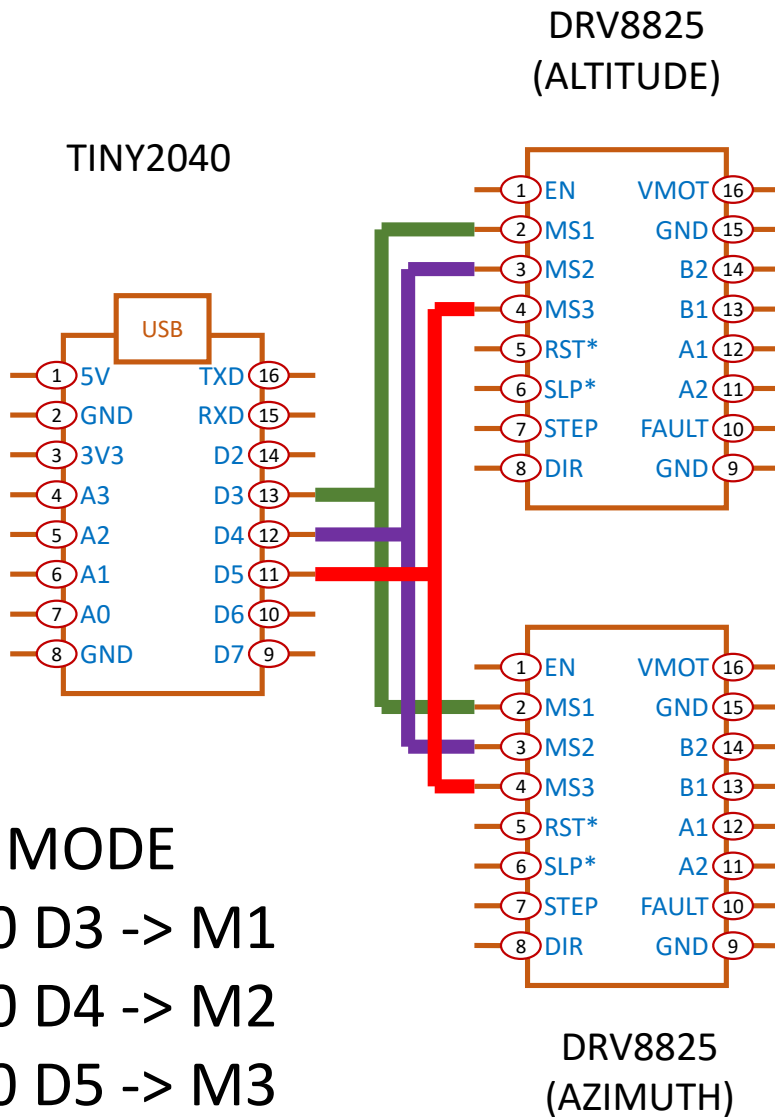 DRV8825
(ALTITUDE)
TINY2040
USB
1 5V TXD 16
2 GND RXD 15
3 3V3 D2 14
4 A3 D3 13
5 A2 D4 12
6 A1 D5 11
7 A0 D6 10
8 GND D7 9
1 EN VMOT 16
2 MS1 GND 15
3 MS2 B2 14
4 MS3 B1 13
5 RST* A1 12
6 SLP* A2 11
7 STEP FAULT 10
8 DIR GND 9
1 EN VMOT 16
2 MS1 GND 15
3 MS2 B2 14
4 MS3 B1 13
5 RST* A1 12
6 SLP* A2 11
7 STEP FAULT 10
8 DIR GND 9
MODE
0 D3 -> M1
0 D4 -> M2
0 D5 -> M3
DRV8825
(AZIMUTH)